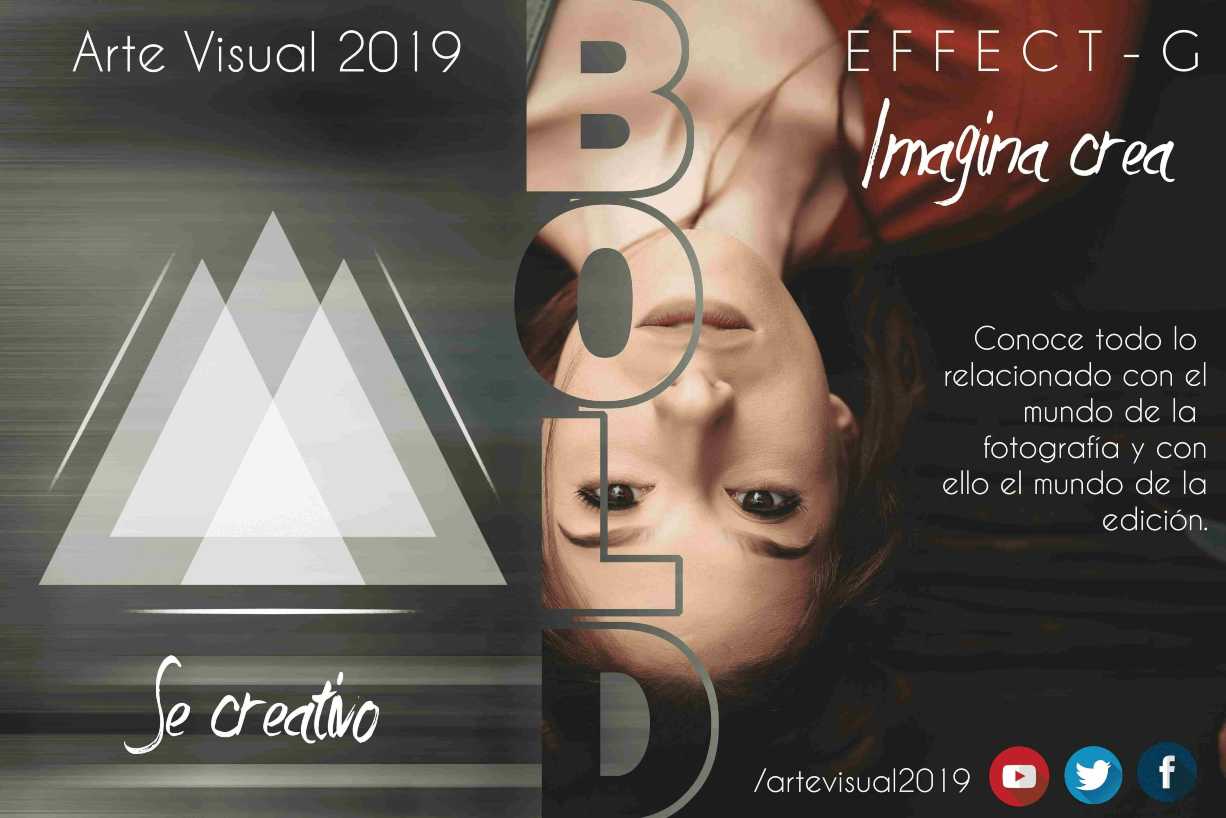 Arte Visual 2019
Se creativo
BOLD
EFFECT-G
Imagina crea
Conoce todo lo
relacionado con el
mundo de la
fotografía y con
ello el mundo de la
edición.
/artevisual2019